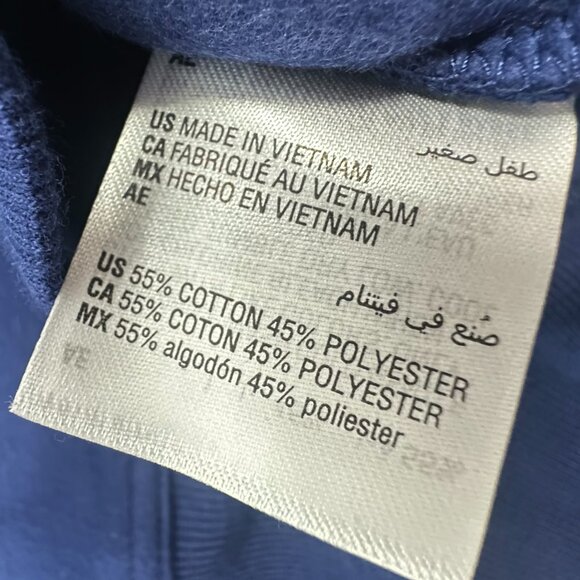 AE طفل صغير
US MADE IN VIETNAM
CA FABRIQUÉ AU VIETNAM
MX HECHO EN VIETNAM
AE صُنع في فيتنام
US 55% COTTON 45% POLYESTER
CA 55% COTON 45% POLYESTER
MX 55% algodón 45% poliester